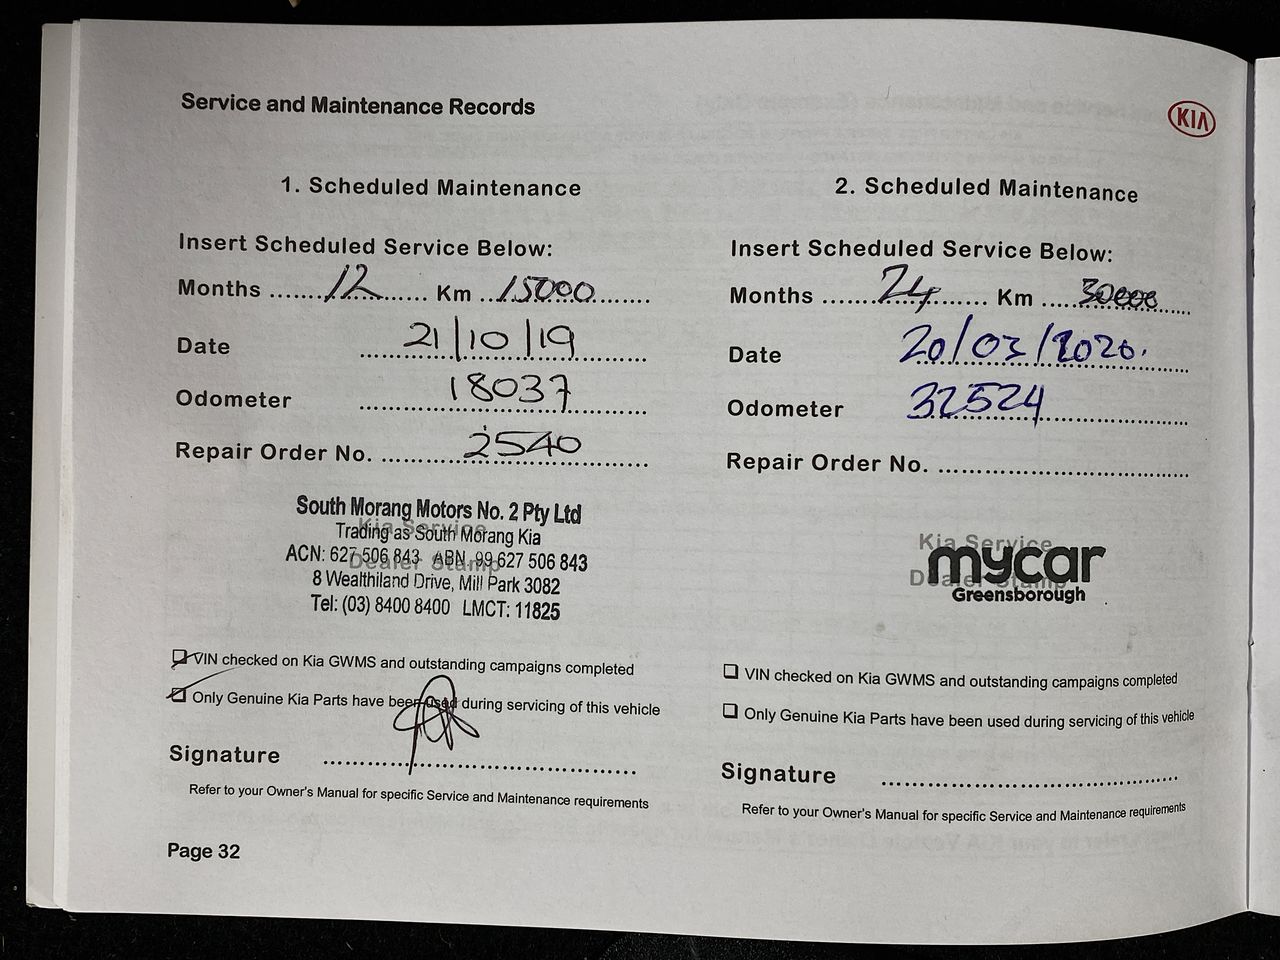 Service and Maintenance Records
KIA
1. Scheduled Maintenance
Insert Scheduled Service Below:
Months ......12........ Km ..15000........
Date 21/10/19
Odometer 18037
Repair Order No. 2540
Kia Service
Dealer Stamp
South Morang Motors No. 2 Pty Ltd
Trading as South Morang Kia
ACN: 627 506 843 ABN 99 627 506 843
8 Wealthiland Drive, Mill Park 3082
Tel: (03) 8400 8400 LMCT: 11825
VIN checked on Kia GWMS and outstanding campaigns completed
Only Genuine Kia Parts have been used during servicing of this vehicle
Signature
Refer to your Owner's Manual for specific Service and Maintenance requirements
2. Scheduled Maintenance
Insert Scheduled Service Below:
Months ......24........ Km ....30000.....
Date 20/03/2020.
Odometer 32524
Repair Order No. ....................................
Kia Service
Dealer Stamp
mycar
Greensborough
VIN checked on Kia GWMS and outstanding campaigns completed
Only Genuine Kia Parts have been used during servicing of this vehicle
Signature
Refer to your Owner's Manual for specific Service and Maintenance requirements
Page 32